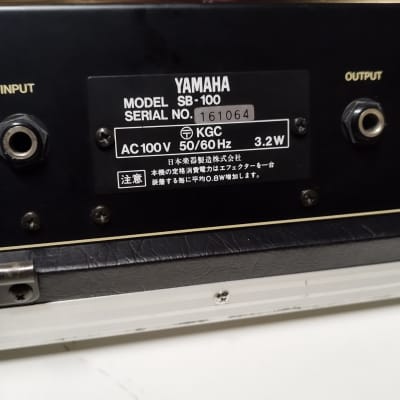 INPUT
OUTPUT
YAMAHA
MODEL SB-100
SERIAL NO. 161064
〒 KGC
AC 100 V 50/60 Hz 3.2 W
日本楽器製造株式会社
注意 本機の定格消費電力はエフェクターを一台
装着する毎に平均0.8W増加します。